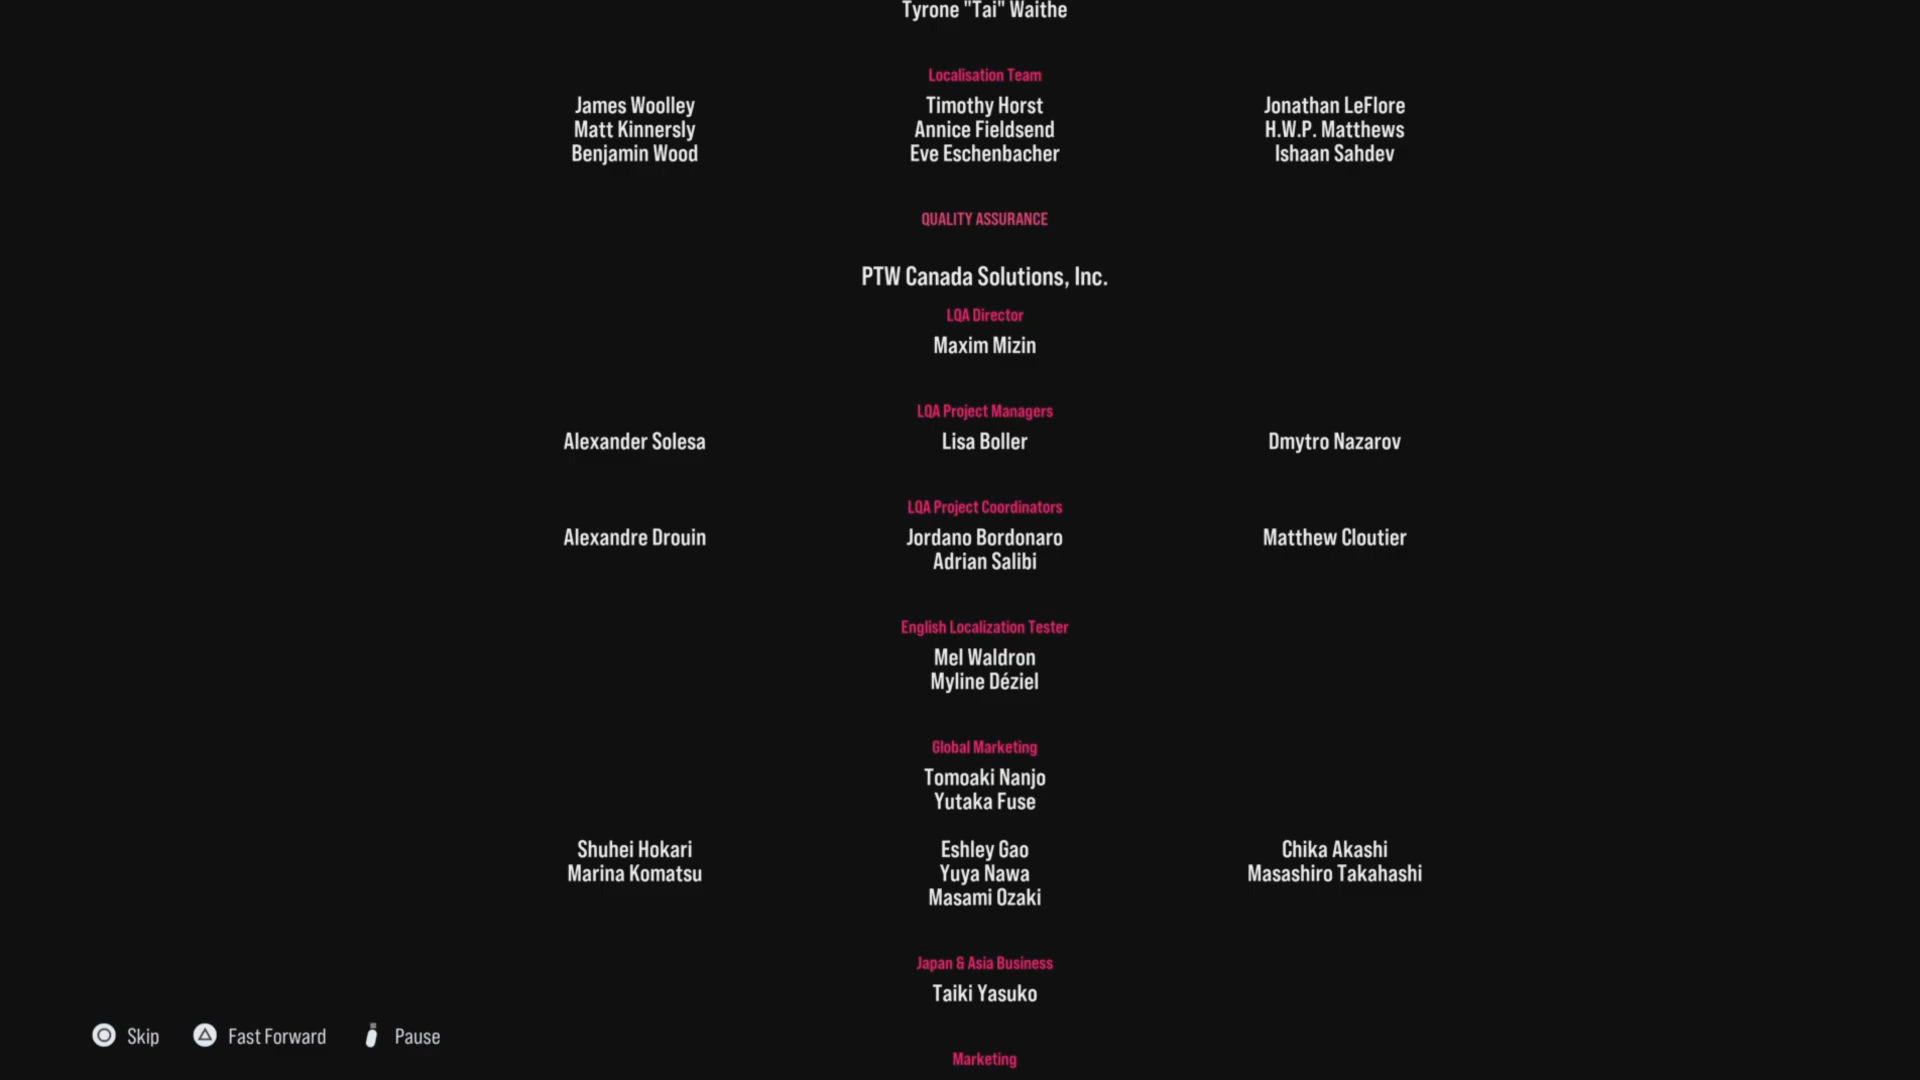 Tyrone "Tai" Waithe
Localisation Team
James Woolley Timothy Horst Jonathan LeFlore
Matt Kinnersly Annice Fieldsend H.W.P. Matthews
Benjamin Wood Eve Eschenbacher Ishaan Sahdev
QUALITY ASSURANCE
PTW Canada Solutions, Inc.
LQA Director
Maxim Mizin
LQA Project Managers
Alexander Solesa Lisa Boller Dmytro Nazarov
LQA Project Coordinators
Alexandre Drouin Jordano Bordonaro Matthew Cloutier
Adrian Salibi
English Localization Tester
Mel Waldron
Myline Déziel
Global Marketing
Tomoaki Nanjo
Yutaka Fuse
Shuhei Hokari Eshley Gao Chika Akashi
Marina Komatsu Yuya Nawa Masashiro Takahashi
Masami Ozaki
Japan & Asia Business
Taiki Yasuko
Skip Fast Forward Pause
Marketing